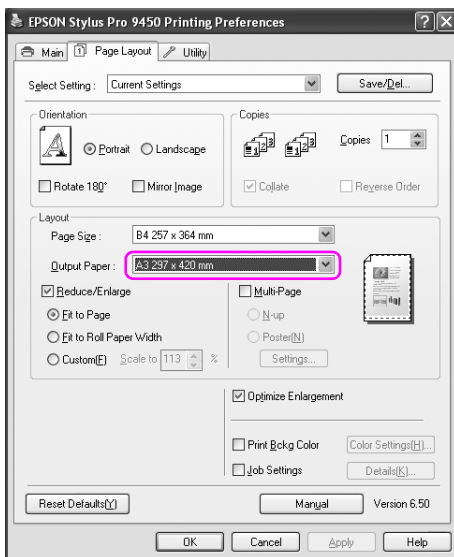 EPSON Stylus Pro 9450 Printing Preferences
Main Page Layout Utility
Select Setting : Current Settings Save/Del...
Orientation
Portrait Landscape
Rotate 180° Mirror Image
Copies
Copies 1
Collate Reverse Order
Layout
Page Size : B4 257 x 364 mm
Output Paper : A3 297 x 420 mm
Reduce/Enlarge
Fit to Page
Fit to Roll Paper Width
Custom(F) Scale to 113 %
Multi-Page
N-up
Poster(N)
Settings...
Optimize Enlargement
Print Bckg Color Color Settings(H)...
Job Settings Details(K)...
Reset Defaults(Y) Manual Version 6.50
OK Cancel Apply Help